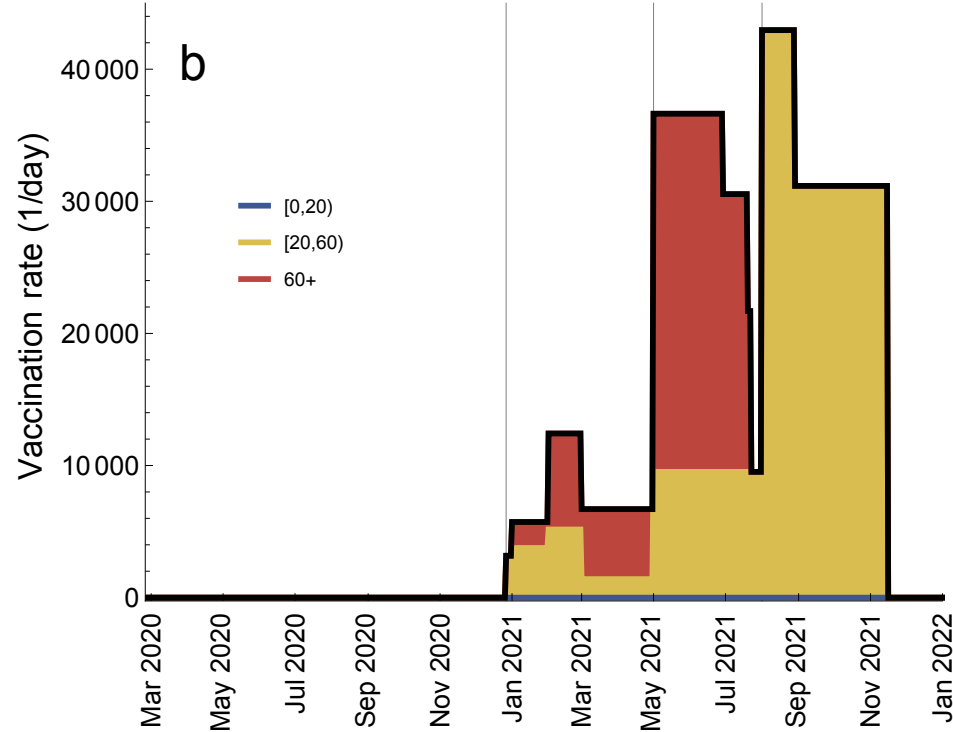 b
Vaccination rate (1/day)
40 000
30 000
20 000
10 000
0
[0,20)
[20,60)
60+
Mar 2020
May 2020
Jul 2020
Sep 2020
Nov 2020
Jan 2021
Mar 2021
May 2021
Jul 2021
Sep 2021
Nov 2021
Jan 2022